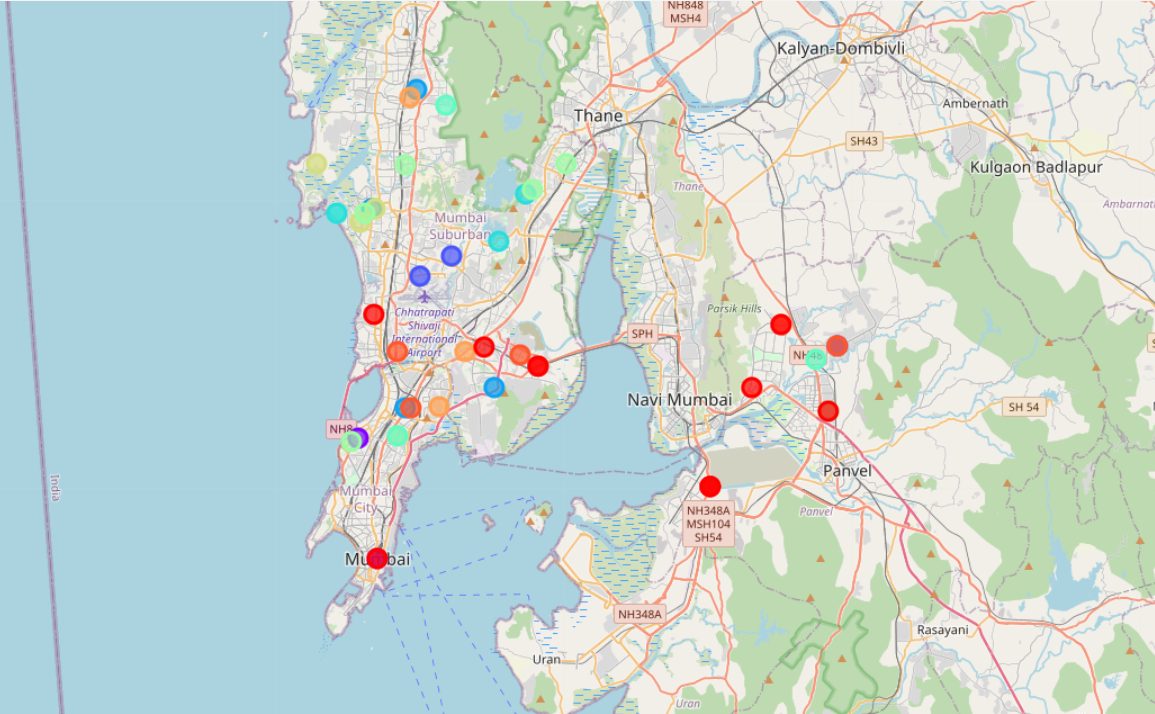 NH848
MSH4
Kalyan-Dombivli
Ambernath
Thane
SH43
Kulgaon Badlapur
Thane
Ambarnat
Mumbai
Suburban
Chhatrapati
Shivaji
International
Airport
Parsik Hills
SPH
NH48
Navi Mumbai
SH 54
NH8
Panvel
India
Mumbai
City
NH348A
MSH104
SH54
Panvel
Mumbai
NH348A
Rasayani
Uran
Uran